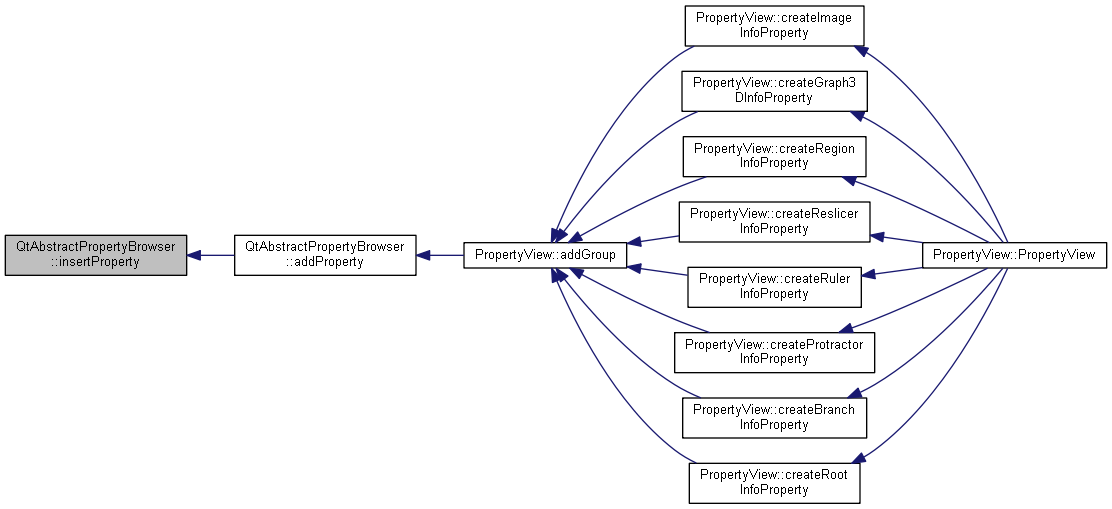 QtAbstractPropertyBrowser
::insertProperty
QtAbstractPropertyBrowser
::addProperty
PropertyView::addGroup
PropertyView::createImage
InfoProperty
PropertyView::createGraph3
DInfoProperty
PropertyView::createRegion
InfoProperty
PropertyView::createReslicer
InfoProperty
PropertyView::createRuler
InfoProperty
PropertyView::createProtractor
InfoProperty
PropertyView::createBranch
InfoProperty
PropertyView::createRoot
InfoProperty
PropertyView::PropertyView